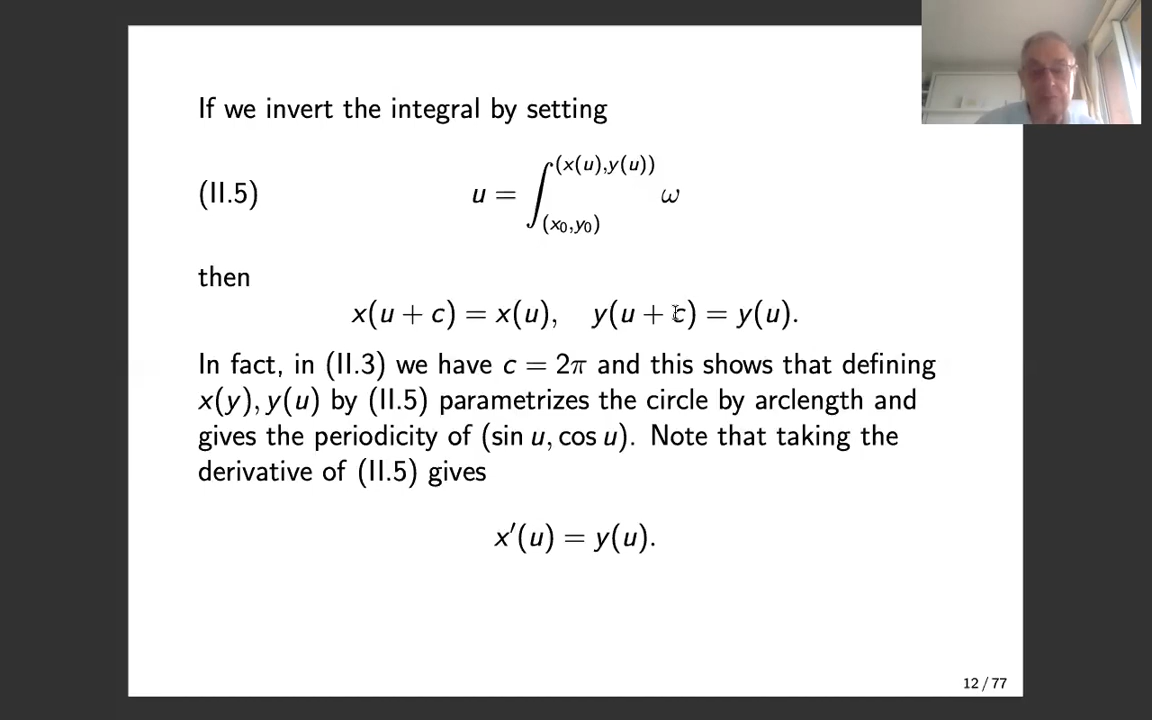 If we invert the integral by setting
(II.5) u = ∫_{(x₀,y₀)}^{(x(u),y(u))} ω
then
x(u + c) = x(u), y(u + c) = y(u).
In fact, in (II.3) we have c = 2π and this shows that defining
x(y), y(u) by (II.5) parametrizes the circle by arclength and
gives the periodicity of (sin u, cos u). Note that taking the
derivative of (II.5) gives
x′(u) = y(u).
12 / 77